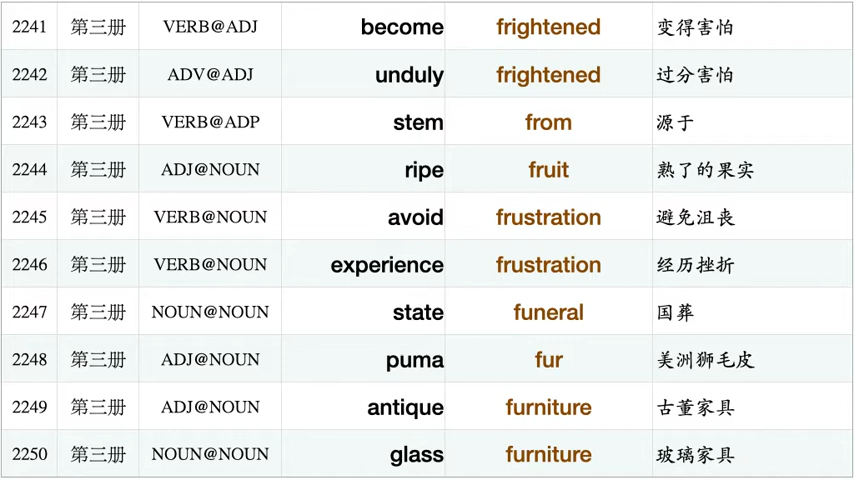 2241 第三册 VERB@ADJ become frightened 变得害怕
2242 第三册 ADV@ADJ unduly frightened 过分害怕
2243 第三册 VERB@ADP stem from 源于
2244 第三册 ADJ@NOUN ripe fruit 熟了的果实
2245 第三册 VERB@NOUN avoid frustration 避免沮丧
2246 第三册 VERB@NOUN experience frustration 经历挫折
2247 第三册 NOUN@NOUN state funeral 国葬
2248 第三册 ADJ@NOUN puma fur 美洲狮毛皮
2249 第三册 ADJ@NOUN antique furniture 古董家具
2250 第三册 NOUN@NOUN glass furniture 玻璃家具